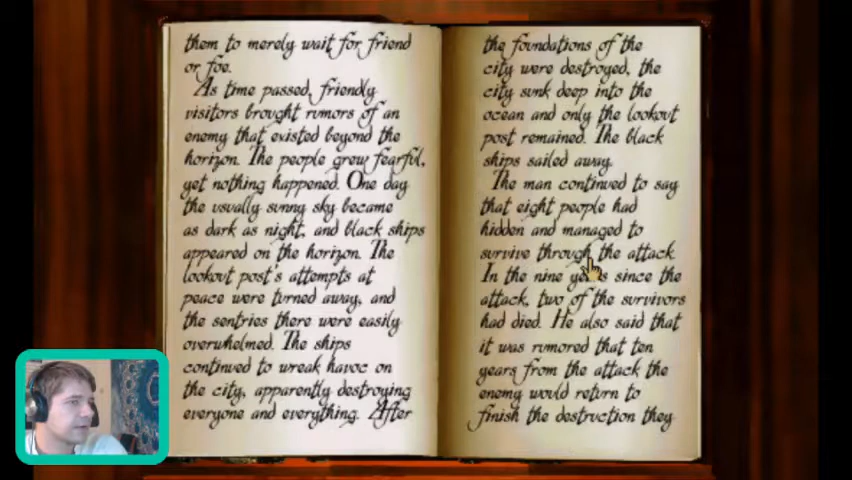 them to merely wait for friend
or foe.
As time passed, friendly
visitors brought rumors of an
enemy that existed beyond the
horizon. The people grew fearful,
yet nothing happened. One day
the usually sunny sky became
as dark as night, and black ships
appeared on the horizon. The
lookout post's attempts at
peace were turned away, and
the sentries there were easily
overwhelmed. The ships
continued to wreak havoc on
the city, apparently destroying
everyone and everything. After
the foundations of the
city were destroyed, the
city sunk deep into the
ocean and only the lookout
post remained. The black
ships sailed away.
The man continued to say
that eight people had
hidden and managed to
survive through the attack.
In the nine years since the
attack, two of the survivors
had died. He also said that
it was rumored that ten
years from the attack the
enemy would return to
finish the destruction they